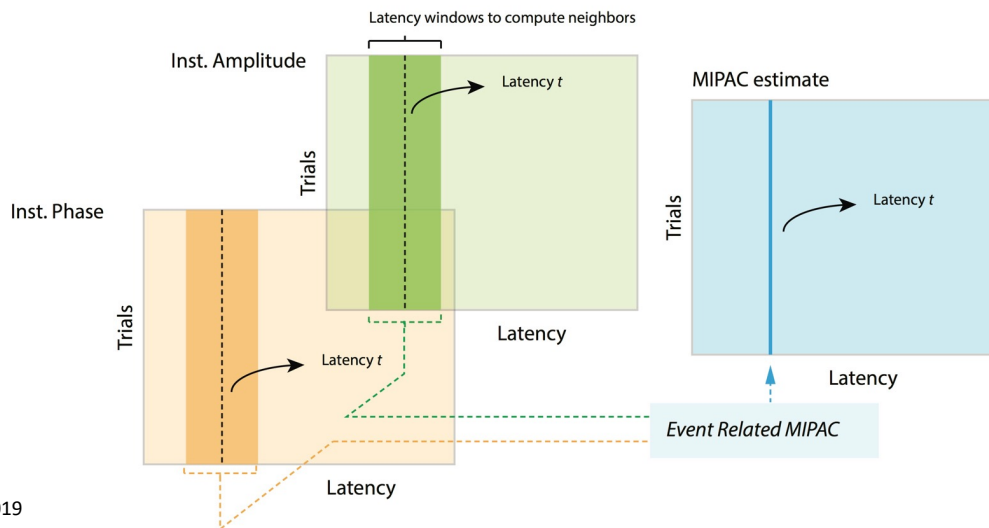 Latency windows to compute neighbors
Inst. Amplitude
Latency t
Trials
MIPAC estimate
Trials
Latency t
Latency
Inst. Phase
Trials
Latency t
Latency
Latency
Event Related MIPAC